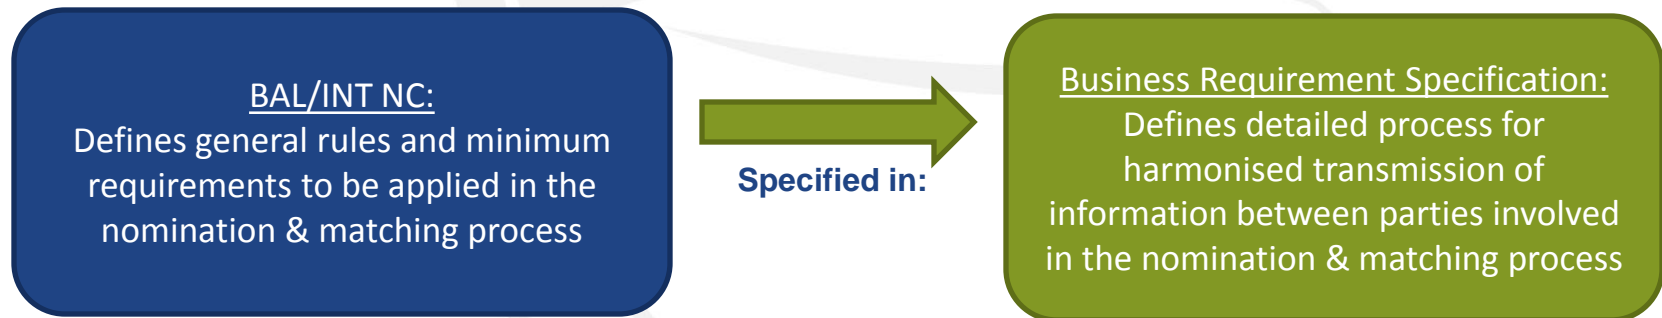 BAL/INT NC:
Defines general rules and minimum
requirements to be applied in the
nomination & matching process
Specified in:
Business Requirement Specification:
Defines detailed process for
harmonised transmission of
information between parties involved
in the nomination & matching process